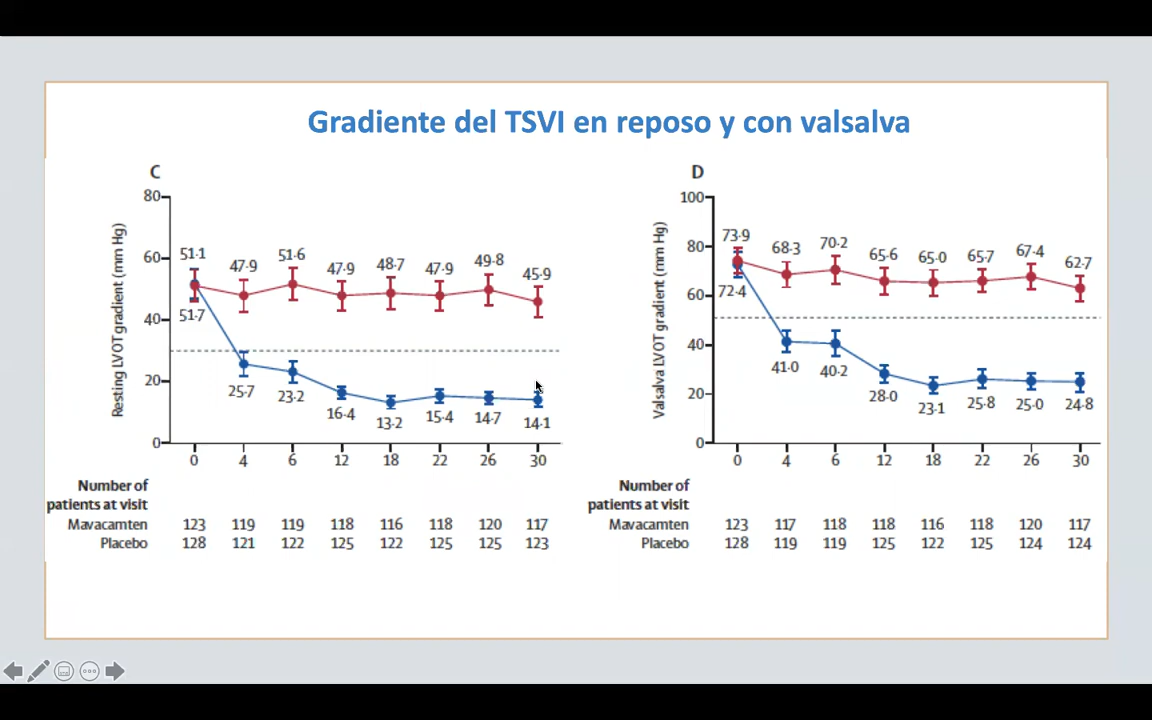 Gradiente del TSVI en reposo y con valsalva
C
Resting LVOT gradient (mm Hg)
80
60
40
20
0
51·1
47·9
51·6
47·9
48·7
47·9
49·8
45·9
51·7
25·7
23·2
16·4
13·2
15·4
14·7
14·1
0 4 6 12 18 22 26 30
Number of
patients at visit
Mavacamten 123 119 119 118 116 118 120 117
Placebo 128 121 122 125 122 125 125 123
D
Valsalva LVOT gradient (mm Hg)
100
80
60
40
20
0
73·9
68·3
70·2
65·6
65·0
65·7
67·4
62·7
72·4
41·0
40·2
28·0
23·1
25·8
25·0
24·8
0 4 6 12 18 22 26 30
Number of
patients at visit
Mavacamten 123 117 118 118 116 118 120 117
Placebo 128 119 119 125 122 125 124 124